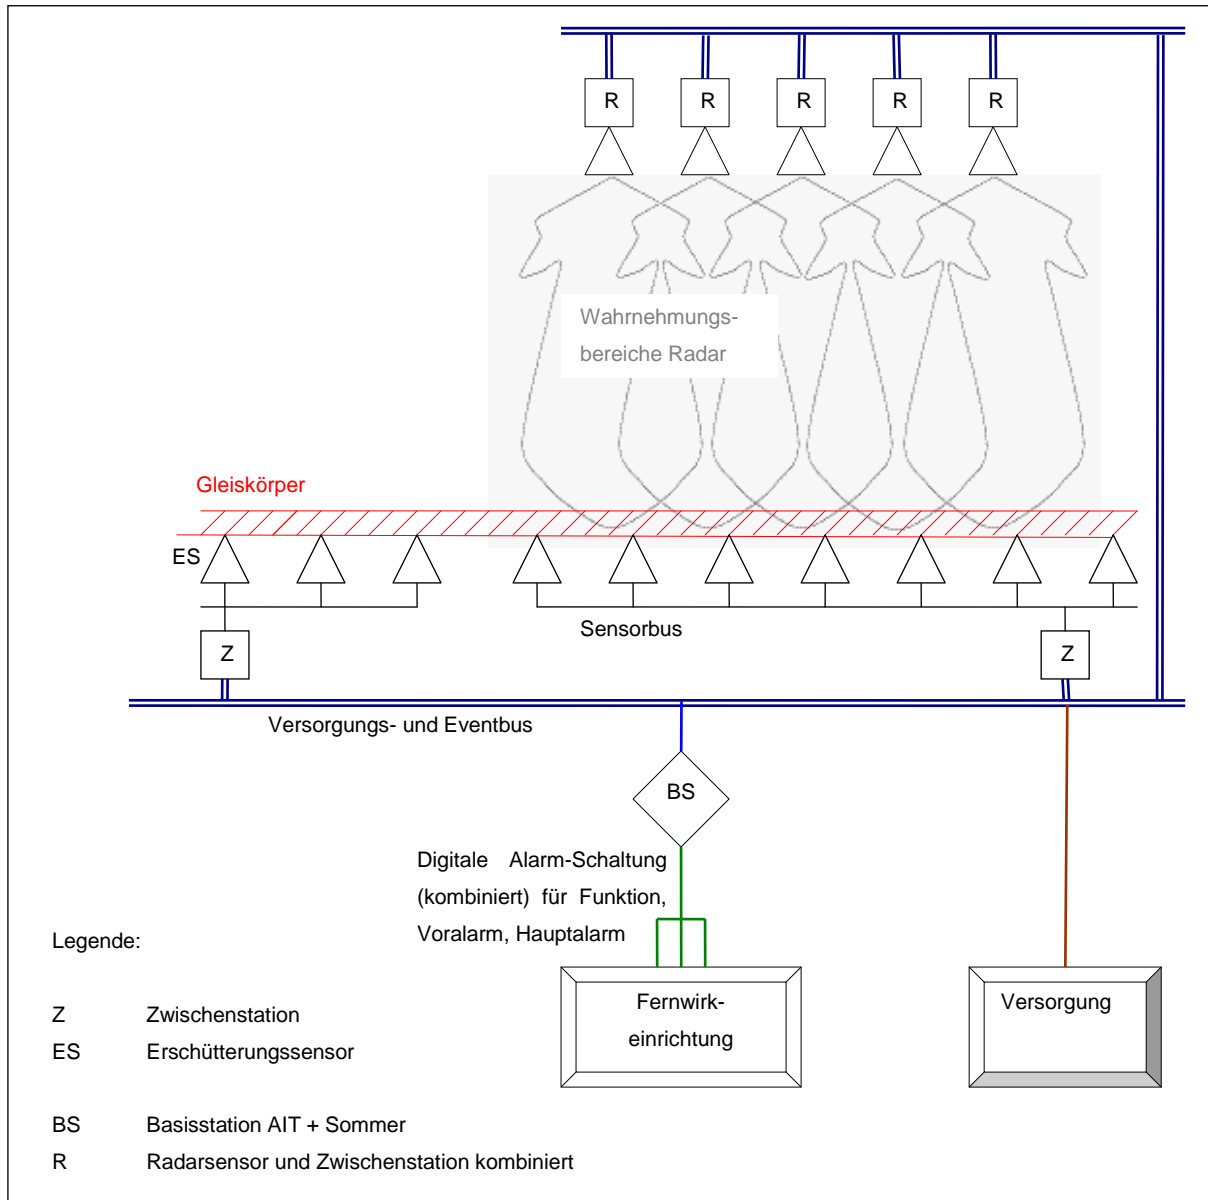 R R R R R
Wahrnehmungs-
bereiche Radar
Gleiskörper
ES
Sensorbus
Z Z
Versorgungs- und Eventbus
BS
Digitale Alarm-Schaltung
(kombiniert) für Funktion,
Voralarm, Hauptalarm
Fernwirk-
einrichtung
Versorgung
Legende:
Z Zwischenstation
ES Erschütterungssensor
BS Basisstation AIT + Sommer
R Radarsensor und Zwischenstation kombiniert